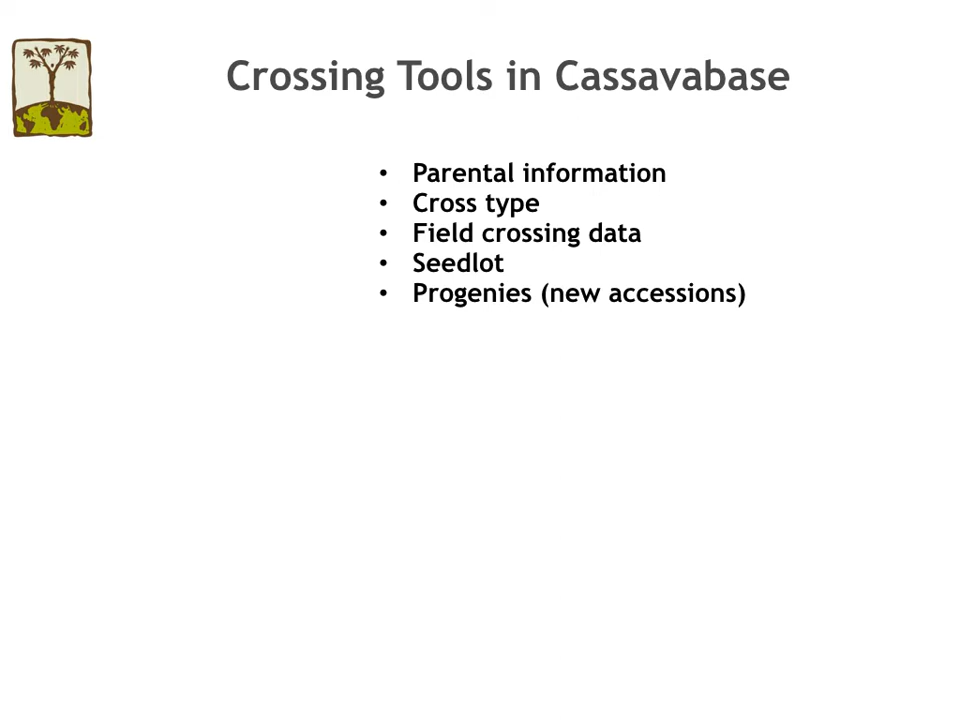 Crossing Tools in Cassavabase
• Parental information
• Cross type
• Field crossing data
• Seedlot
• Progenies (new accessions)